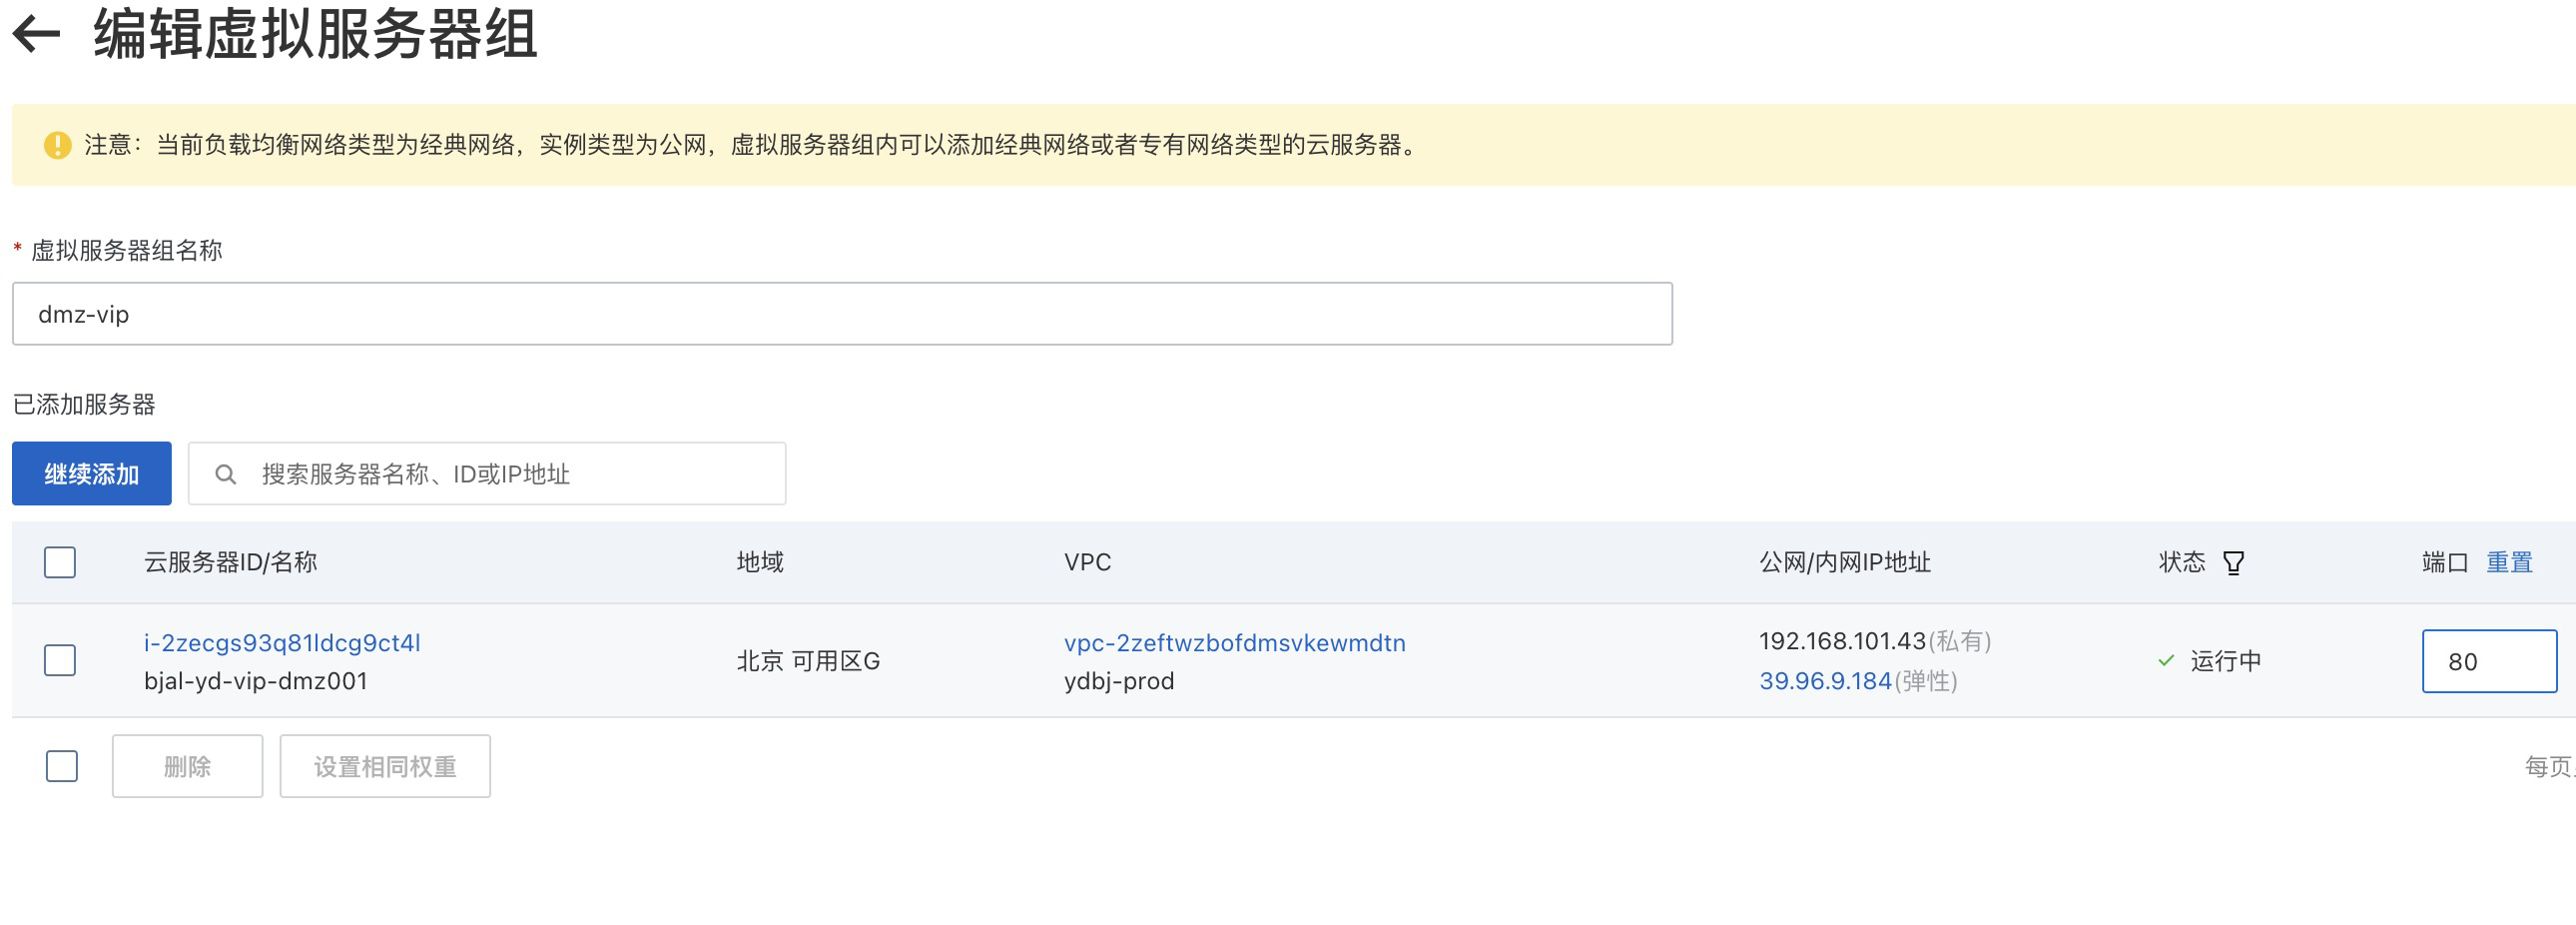 编辑虚拟服务器组
注意：当前负载均衡网络类型为经典网络，实例类型为公网，虚拟服务器组内可以添加经典网络或者专有网络类型的云服务器。
* 虚拟服务器组名称
dmz-vip
已添加服务器
继续添加 搜索服务器名称、ID或IP地址
云服务器ID/名称 地域 VPC 公网/内网IP地址 状态 端口 重置
i-2zecgs93q81ldcg9ct4l vpc-2zeftwzbofdmsvkewmdtn 192.168.101.43(私有)
北京 可用区G 运行中 80
bjal-yd-vip-dmz001 ydbj-prod 39.96.9.184(弹性)
删除 设置相同权重 每页